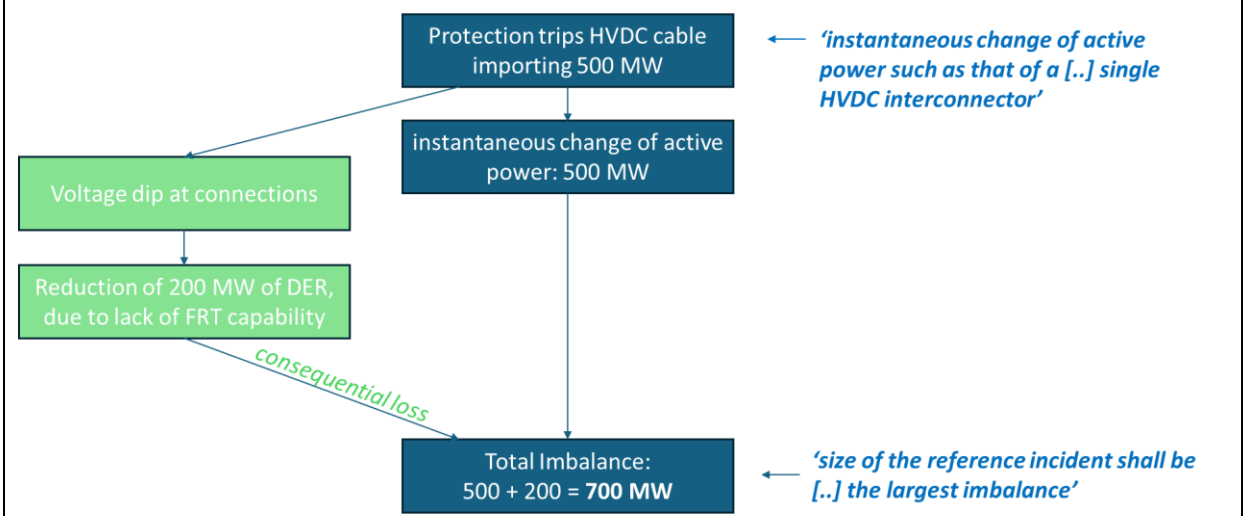 Protection trips HVDC cable
importing 500 MW
‘instantaneous change of active
power such as that of a [..] single
HVDC interconnector’
instantaneous change of active
power: 500 MW
Voltage dip at connections
Reduction of 200 MW of DER,
due to lack of FRT capability
consequential loss
Total Imbalance:
500 + 200 = 700 MW
‘size of the reference incident shall be
[..] the largest imbalance’